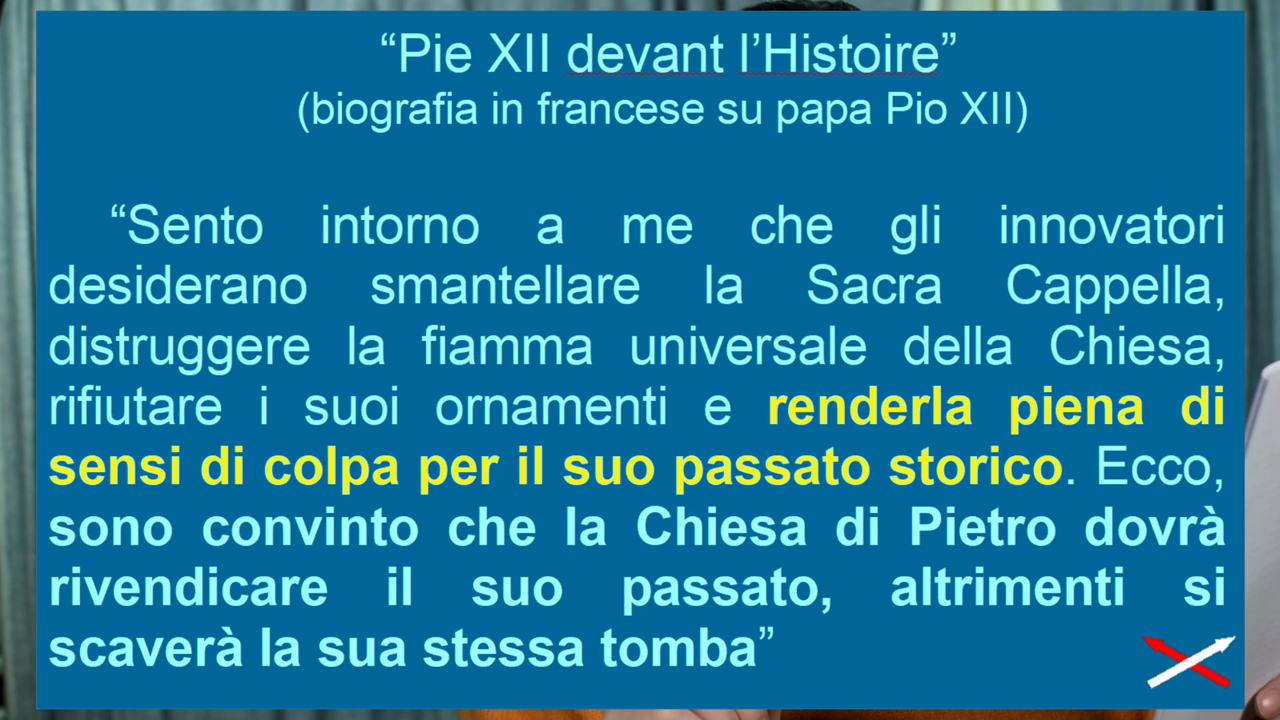 “Pie XII devant l’Histoire”
(biografia in francese su papa Pio XII)
“Sento intorno a me che gli innovatori
desiderano smantellare la Sacra Cappella,
distruggere la fiamma universale della Chiesa,
rifiutare i suoi ornamenti e renderla piena di
sensi di colpa per il suo passato storico. Ecco,
sono convinto che la Chiesa di Pietro dovrà
rivendicare il suo passato, altrimenti si
scaverà la sua stessa tomba”